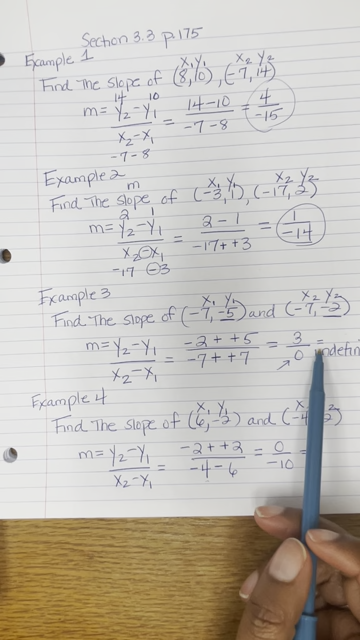 Section 3.3 p.175
Example 1
x₁ y₁ x₂ y₂
Find the slope of (8,10), (-7,14)
14 10
m = y₂ - y₁ / x₂ - x₁ = 14 - 10 / -7 - 8 = 4 / -15
-7 - 8
Example 2
m x₁ y₁ x₂ y₂
Find the slope of (-3,1), (-17,2)
2 1
m = y₂ - y₁ / x₂ - x₁ = 2 - 1 / -17 + +3 = 1 / -14
-17 -3
Example 3
x₁ y₁ x₂ y₂
Find the slope of (-7,-5) and (-7,-2)
m = y₂ - y₁ / x₂ - x₁ = -2 + +5 / -7 + +7 = 3 / 0 =
Example 4
x₁ y₁
Find the slope of (6,-2) and (-4, 2)
m = y₂ - y₁ / x₂ - x₁ = -2 + +2 / -4 - 6 = 0 / -10 =